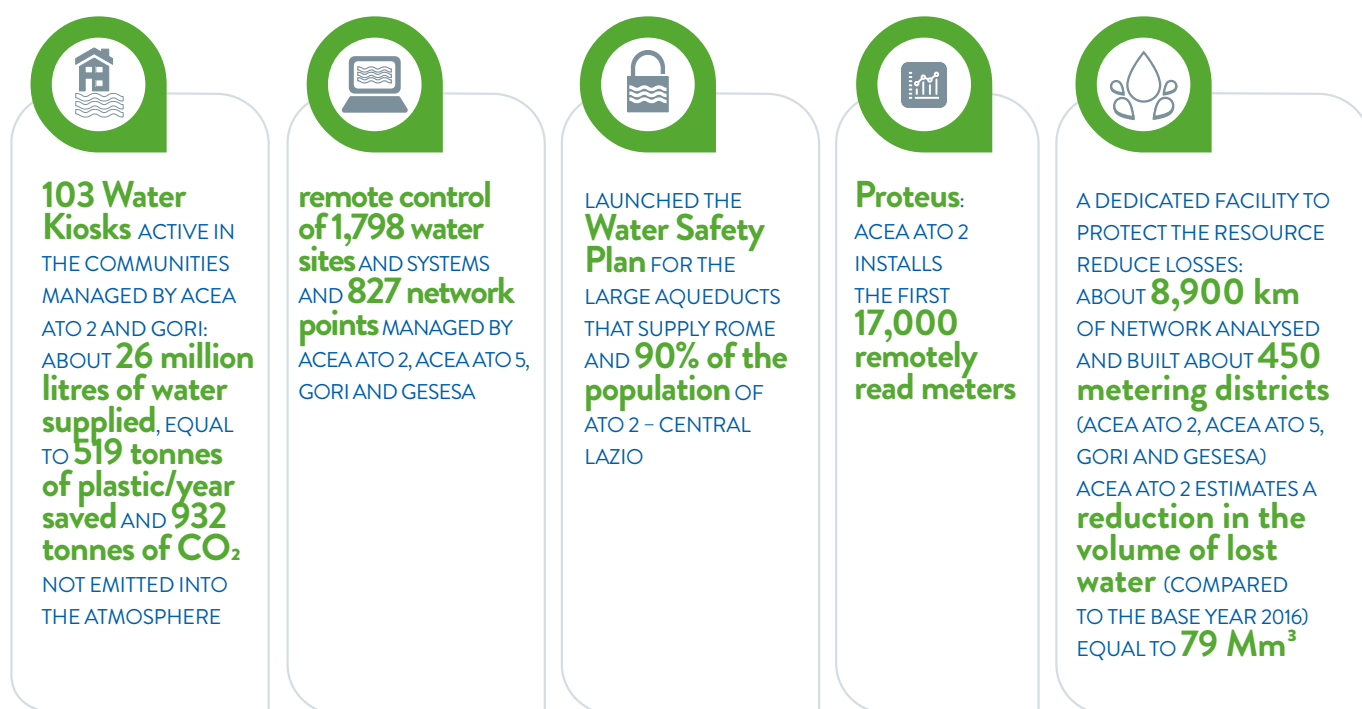 103 Water
Kiosks ACTIVE IN
THE COMMUNITIES
MANAGED BY ACEA
ATO 2 AND GORI:
ABOUT 26 million
litres of water
supplied, EQUAL
TO 519 tonnes
of plastic/year
saved AND 932
tonnes of CO₂
NOT EMITTED INTO
THE ATMOSPHERE
remote control
of 1,798 water
sites AND SYSTEMS
AND 827 network
points MANAGED BY
ACEA ATO 2, ACEA ATO 5,
GORI AND GESESA
LAUNCHED THE
Water Safety
Plan FOR THE
LARGE AQUEDUCTS
THAT SUPPLY ROME
AND 90% of the
population OF
ATO 2 – CENTRAL
LAZIO
Proteus:
ACEA ATO 2
INSTALLS
THE FIRST
17,000
remotely
read meters
A DEDICATED FACILITY TO
PROTECT THE RESOURCE
REDUCE LOSSES:
ABOUT 8,900 km
OF NETWORK ANALYSED
AND BUILT ABOUT 450
metering districts
(ACEA ATO 2, ACEA ATO 5,
GORI AND GESESA)
ACEA ATO 2 ESTIMATES A
reduction in the
volume of lost
water (COMPARED
TO THE BASE YEAR 2016)
EQUAL TO 79 Mm³